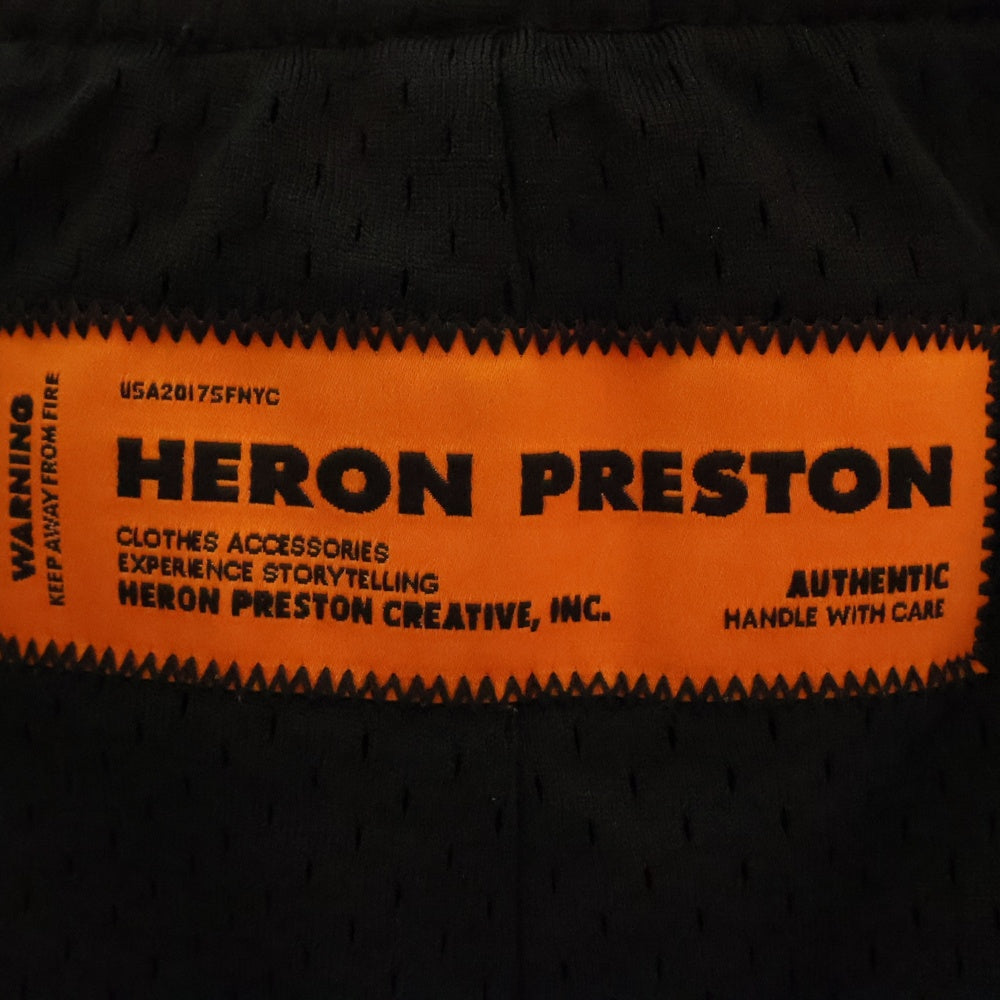 WARNING
KEEP AWAY FROM FIRE
USA2017SFNYC
HERON PRESTON
CLOTHES ACCESSORIES
EXPERIENCE STORYTELLING
HERON PRESTON CREATIVE, INC.
AUTHENTIC
HANDLE WITH CARE